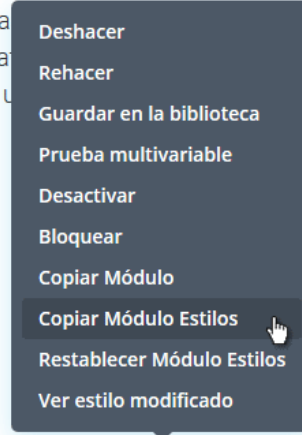 Deshacer
Rehacer
Guardar en la biblioteca
Prueba multivariable
Desactivar
Bloquear
Copiar Módulo
Copiar Módulo Estilos
Restablecer Módulo Estilos
Ver estilo modificado